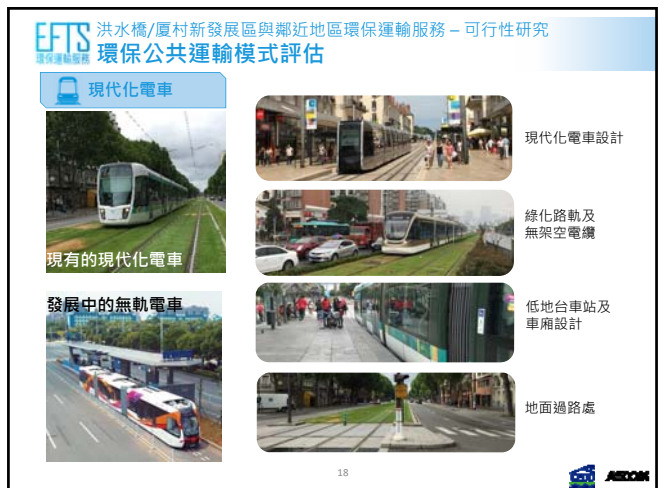 EFTS
環保運輸服務
洪水橋/厦村新發展區與鄰近地區環保運輸服務 – 可行性研究
環保公共運輸模式評估
現代化電車
現有的現代化電車
發展中的無軌電車
現代化電車設計
綠化路軌及
無架空電纜
低地台車站及
車廂設計
地面過路處
18
AECOM